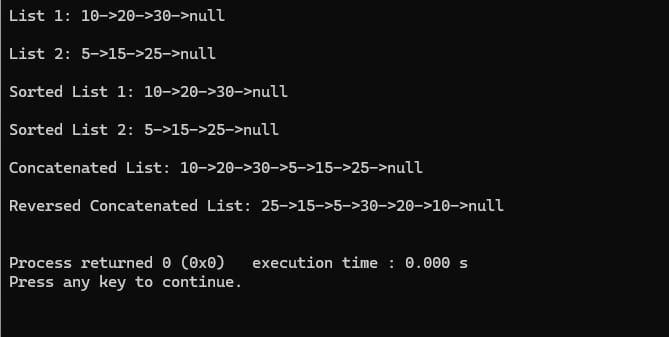 List 1: 10->20->30->null
List 2: 5->15->25->null
Sorted List 1: 10->20->30->null
Sorted List 2: 5->15->25->null
Concatenated List: 10->20->30->5->15->25->null
Reversed Concatenated List: 25->15->5->30->20->10->null
Process returned 0 (0x0)   execution time : 0.000 s
Press any key to continue.